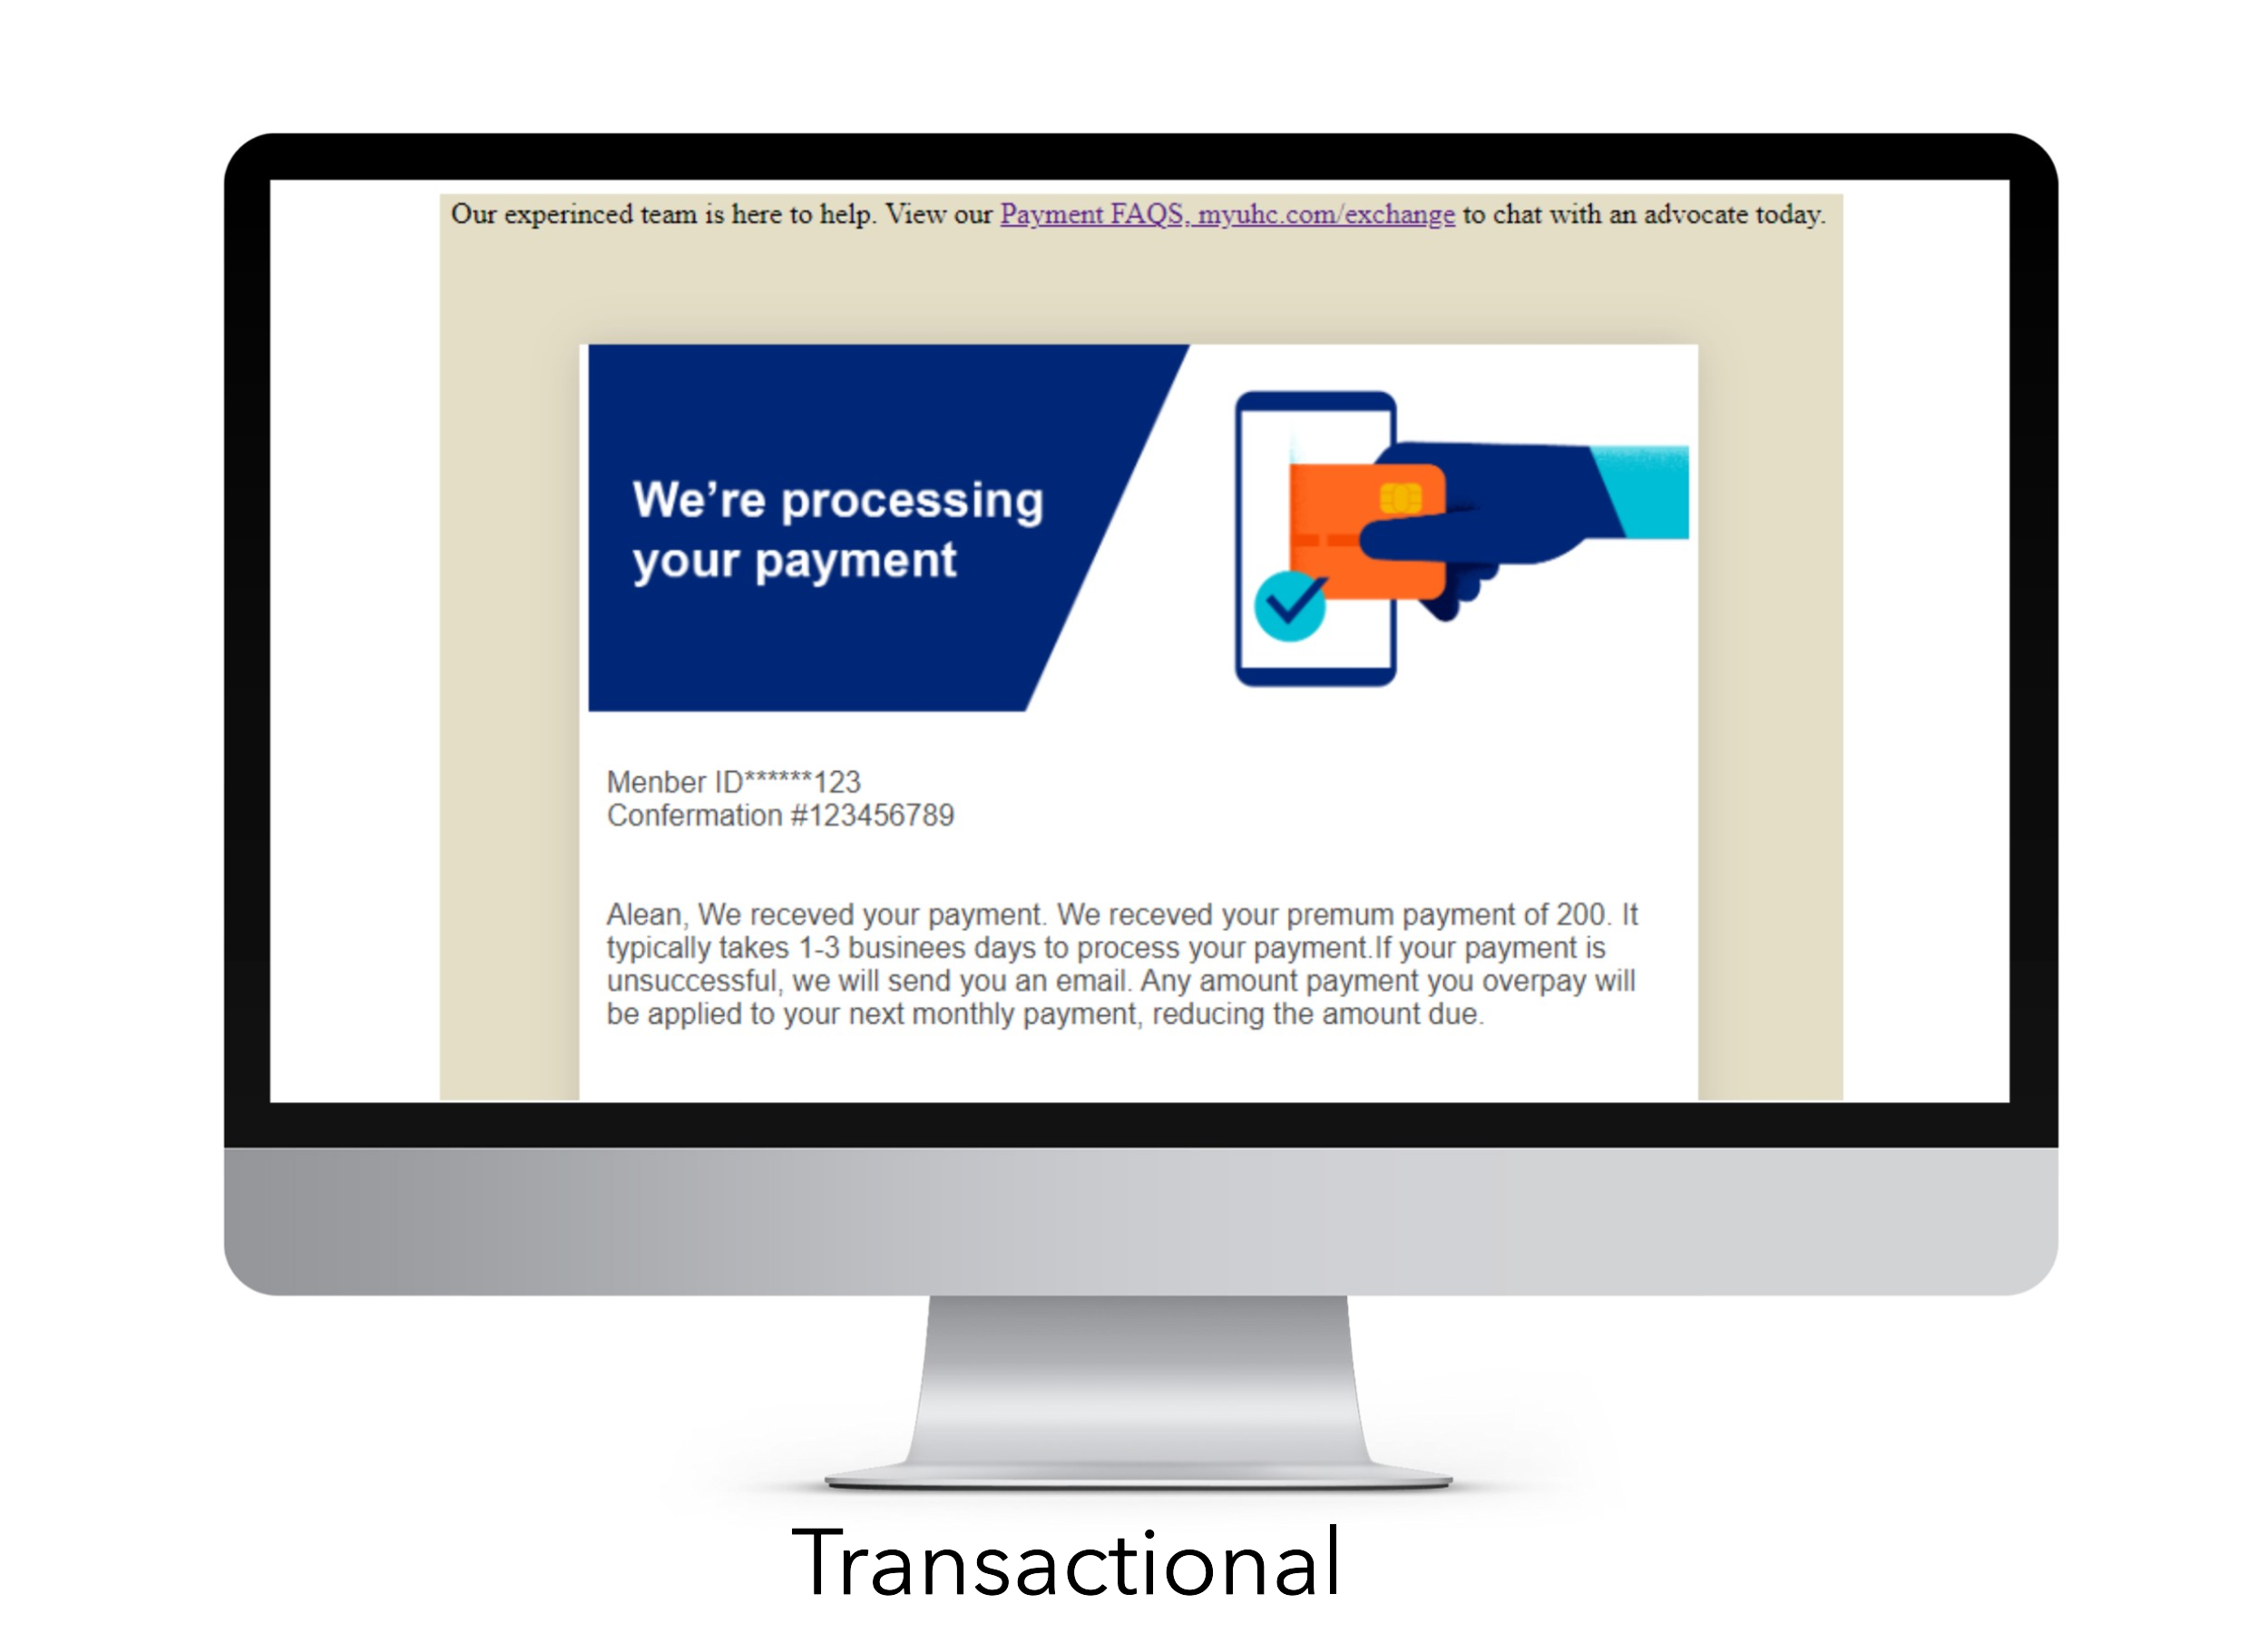 Our experinced team is here to help. View our Payment FAQS, myuhc.com/exchange to chat with an advocate today.
We're processing
your payment
Menber ID******123
Confermation #123456789
Alean, We receved your payment. We receved your premum payment of 200. It
typically takes 1-3 businees days to process your payment.If your payment is
unsuccessful, we will send you an email. Any amount payment you overpay will
be applied to your next monthly payment, reducing the amount due.
Transactional